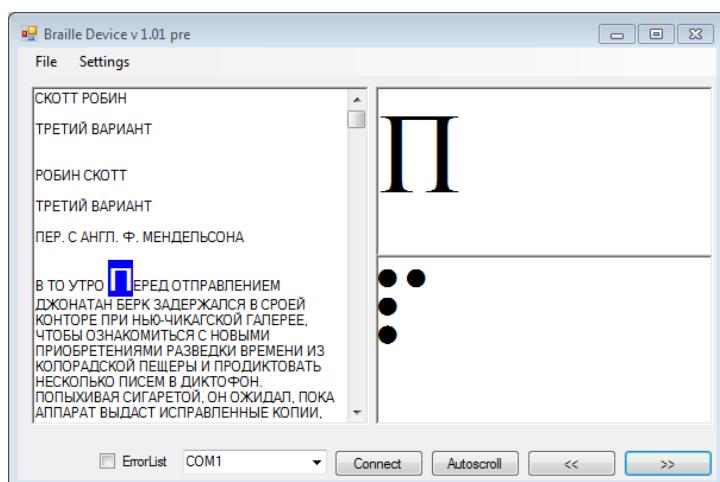 Braille Device v 1.01 pre
File Settings
СКОТТ РОБИН
ТРЕТИЙ ВАРИАНТ
РОБИН СКОТТ
ТРЕТИЙ ВАРИАНТ
ПЕР. С АНГЛ. Ф. МЕНДЕЛЬСОНА
В ТО УТРО ПЕРЕД ОТПРАВЛЕНИЕМ
ДЖОНАТАН БЕРК ЗАДЕРЖАЛСЯ В СРОЕЙ
КОНТОРЕ ПРИ НЬЮ-ЧИКАГСКОЙ ГАЛЕРЕЕ,
ЧТОБЫ ОЗНАКОМИТЬСЯ С НОВЫМИ
ПРИОБРЕТЕНИЯМИ РАЗВЕДКИ ВРЕМЕНИ ИЗ
КОЛОРАДСКОЙ ПЕЩЕРЫ И ПРОДИКТОВАТЬ
НЕСКОЛЬКО ПИСЕМ В ДИКТОФОН.
ПОПЫХИВАЯ СИГАРЕТОЙ, ОН ОЖИДАЛ, ПОКА
АППАРАТ ВЫДАСТ ИСПРАВЛЕННЫЕ КОПИИ,
П
⠏
ErrorList COM1 Connect Autoscroll << >>